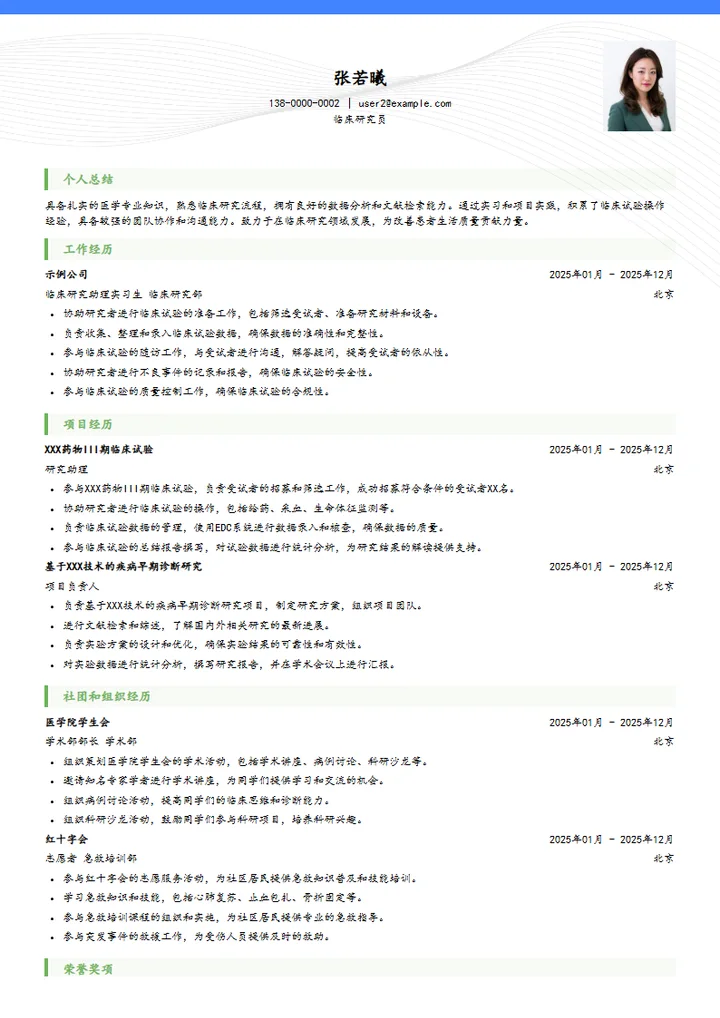 张若曦
138-0000-0002 | user2@example.com
临床研究员
个人总结
具备扎实的医学专业知识，熟悉临床研究流程，拥有良好的数据分析和文献检索能力。通过实习和项目实践，积累了临床试验操作
经验，具备较强的团队协作和沟通能力。致力于在临床研究领域发展，为改善患者生活质量贡献力量。
工作经历
示例公司 2025年01月 - 2025年12月
临床研究助理实习生 临床研究部 北京
• 协助研究者进行临床试验的准备工作，包括筛选受试者、准备研究材料和设备。
• 负责收集、整理和录入临床试验数据，确保数据的准确性和完整性。
• 参与临床试验的随访工作，与受试者进行沟通，解答疑问，提高受试者的依从性。
• 协助研究者进行不良事件的记录和报告，确保临床试验的安全性。
• 参与临床试验的质量控制工作，确保临床试验的合规性。
项目经历
XXX药物III期临床试验 2025年01月 - 2025年12月
研究助理 北京
• 参与XXX药物III期临床试验，负责受试者的招募和筛选工作，成功招募符合条件的受试者XX名。
• 协助研究者进行临床试验的操作，包括给药、采血、生命体征监测等。
• 负责临床试验数据的管理，使用EDC系统进行数据录入和核查，确保数据的质量。
• 参与临床试验的总结报告撰写，对试验数据进行统计分析，为研究结果的解读提供支持。
基于XXX技术的疾病早期诊断研究 2025年01月 - 2025年12月
项目负责人 北京
• 负责基于XXX技术的疾病早期诊断研究项目，制定研究方案，组织项目团队。
• 进行文献检索和综述，了解国内外相关研究的最新进展。
• 负责实验方案的设计和优化，确保实验结果的可靠性和有效性。
• 对实验数据进行统计分析，撰写研究报告，并在学术会议上进行汇报。
社团和组织经历
医学院学生会 2025年01月 - 2025年12月
学术部部长 学术部 北京
• 组织策划医学院学生会的学术活动，包括学术讲座、病例讨论、科研沙龙等。
• 邀请知名专家学者进行学术讲座，为同学们提供学习和交流的机会。
• 组织病例讨论活动，提高同学们的临床思维和诊断能力。
• 组织科研沙龙活动，鼓励同学们参与科研项目，培养科研兴趣。
红十字会 2025年01月 - 2025年12月
志愿者 急救培训部 北京
• 参与红十字会的志愿服务活动，为社区居民提供急救知识普及和技能培训。
• 学习急救知识和技能，包括心肺复苏、止血包扎、骨折固定等。
• 参与急救培训课程的组织和实施，为社区居民提供专业的急救指导。
• 参与突发事件的救援工作，为受伤人员提供及时的救助。
荣誉奖项